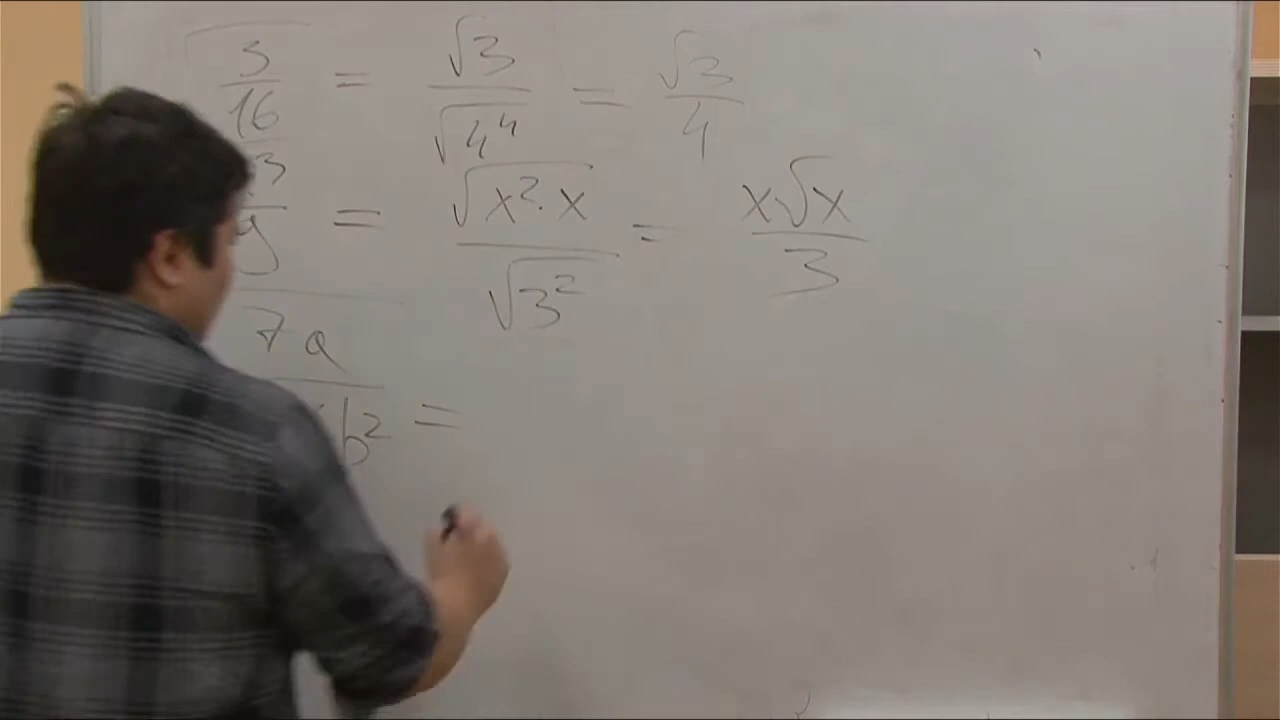 √3/16 = √3/√4⁴ = √3/4
3/9 = √x²·x/√3² = x√x/3
7a/b² =